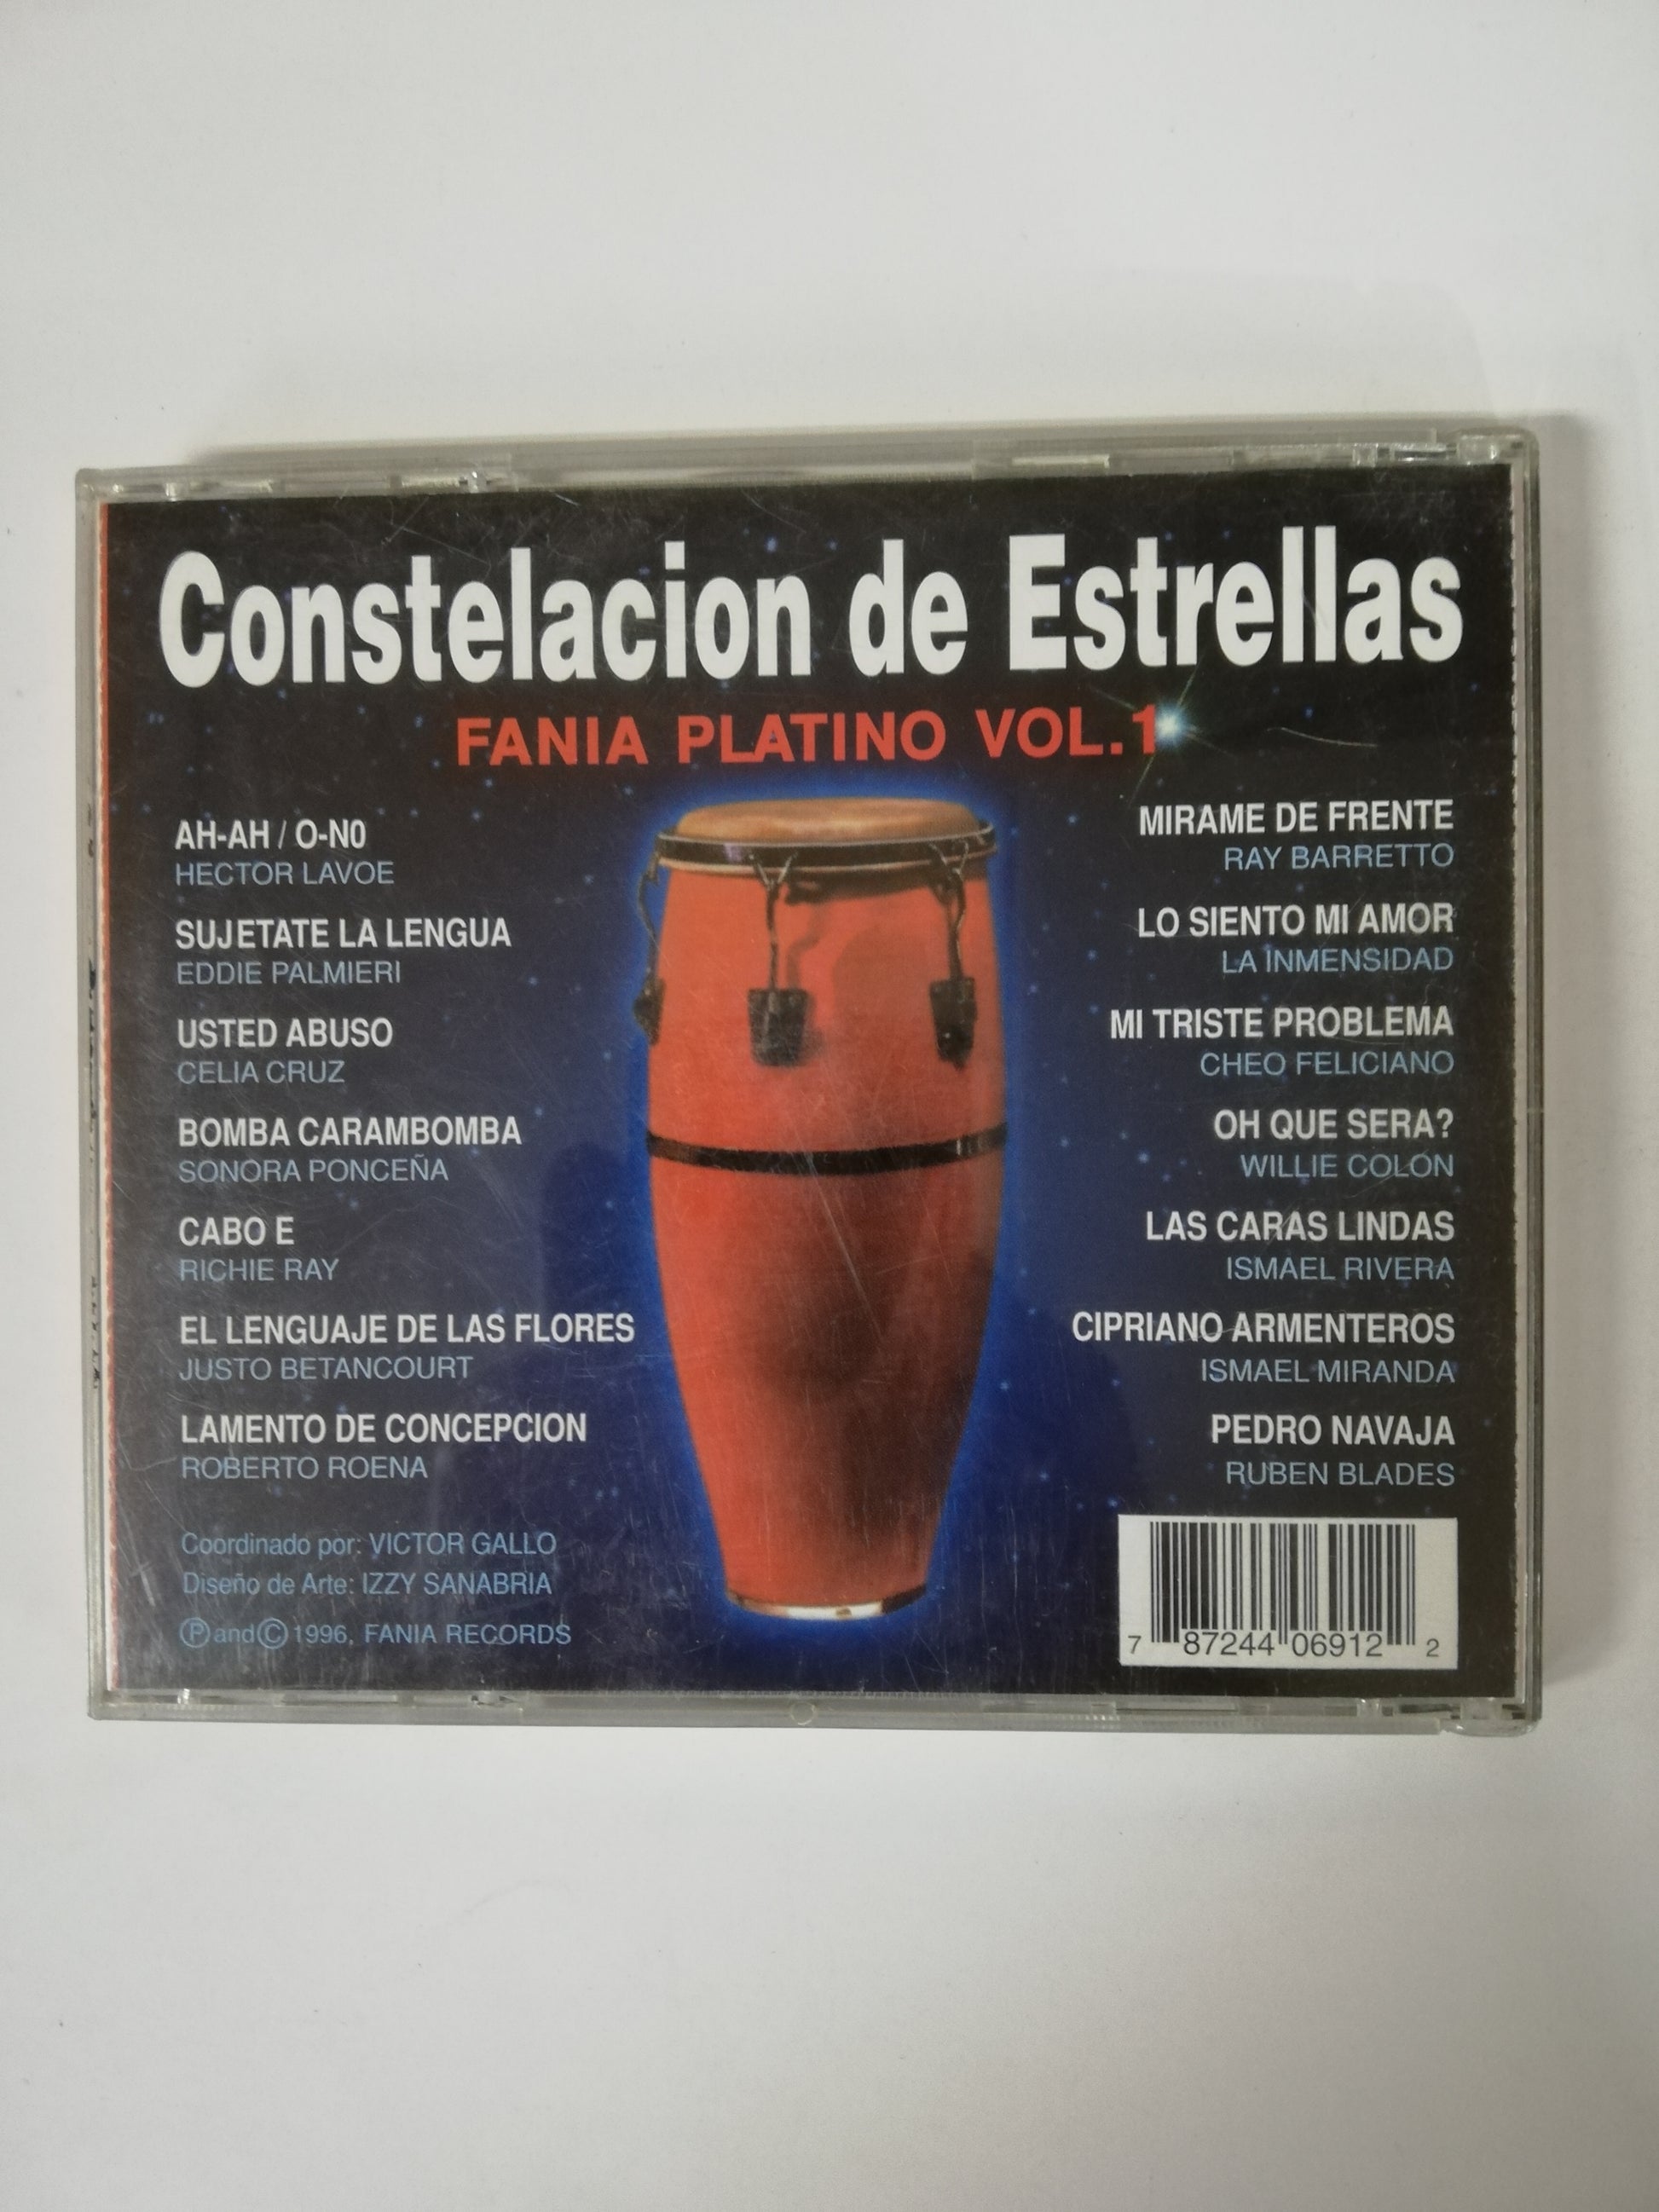 Constelacion de Estrellas
FANIA PLATINO VOL.1
AH-AH / O-NO
HECTOR LAVOE
SUJETATE LA LENGUA
EDDIE PALMIERI
USTED ABUSO
CELIA CRUZ
BOMBA CARAMBOMBA
SONORA PONCEÑA
CABO E
RICHIE RAY
EL LENGUAJE DE LAS FLORES
JUSTO BETANCOURT
LAMENTO DE CONCEPCION
ROBERTO ROENA
Coordinado por: VICTOR GALLO
Diseño de Arte: IZZY SANABRIA
℗and© 1996, FANIA RECORDS
MIRAME DE FRENTE
RAY BARRETTO
LO SIENTO MI AMOR
LA INMENSIDAD
MI TRISTE PROBLEMA
CHEO FELICIANO
OH QUE SERA?
WILLIE COLON
LAS CARAS LINDAS
ISMAEL RIVERA
CIPRIANO ARMENTEROS
ISMAEL MIRANDA
PEDRO NAVAJA
RUBEN BLADES
7 87244 06912 2